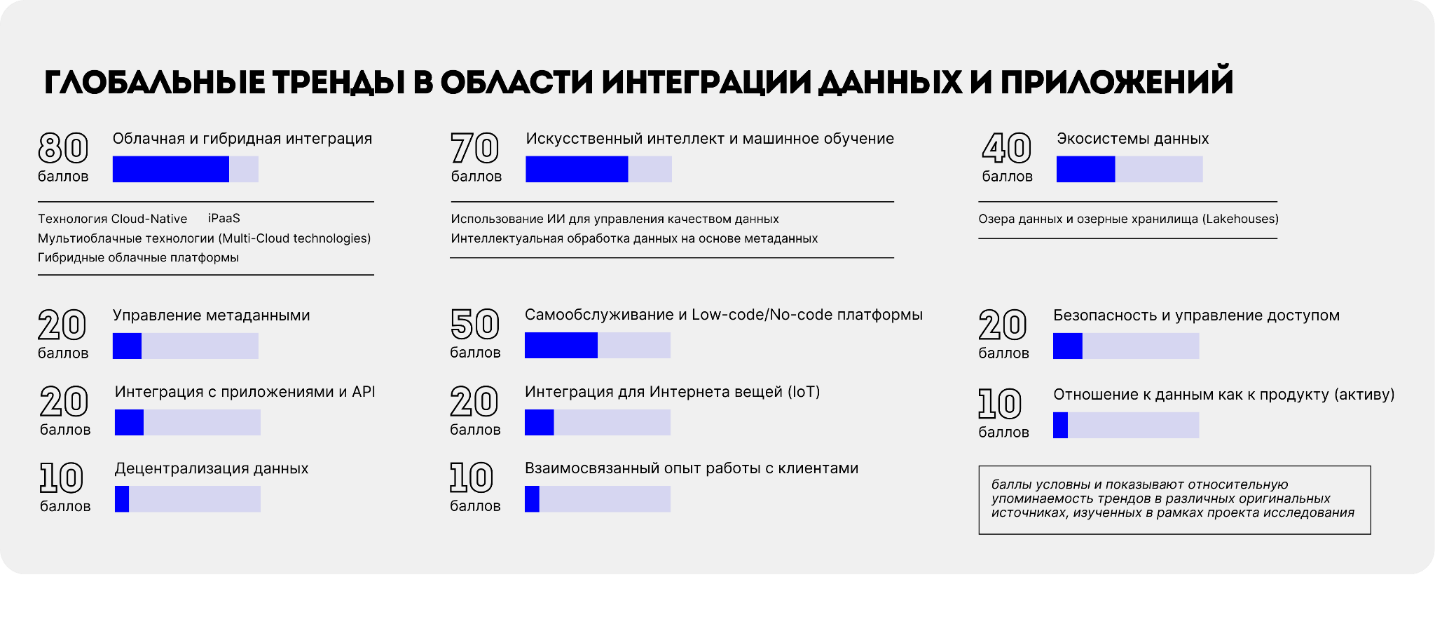 ГЛОБАЛЬНЫЕ ТРЕНДЫ В ОБЛАСТИ ИНТЕГРАЦИИ ДАННЫХ И ПРИЛОЖЕНИЙ
80 баллов
Облачная и гибридная интеграция
Технология Cloud-Native iPaaS
Мультиоблачные технологии (Multi-Cloud technologies)
Гибридные облачные платформы
70 баллов
Искусственный интеллект и машинное обучение
Использование ИИ для управления качеством данных
Интеллектуальная обработка данных на основе метаданных
40 баллов
Экосистемы данных
Озера данных и озерные хранилища (Lakehouses)
20 баллов
Управление метаданными
50 баллов
Самообслуживание и Low-code/No-code платформы
20 баллов
Безопасность и управление доступом
20 баллов
Интеграция с приложениями и API
20 баллов
Интеграция для Интернета вещей (IoT)
10 баллов
Отношение к данным как к продукту (активу)
10 баллов
Децентрализация данных
10 баллов
Взаимосвязанный опыт работы с клиентами
баллы условны и показывают относительную
упоминаемость трендов в различных оригинальных
источниках, изученных в рамках проекта исследования